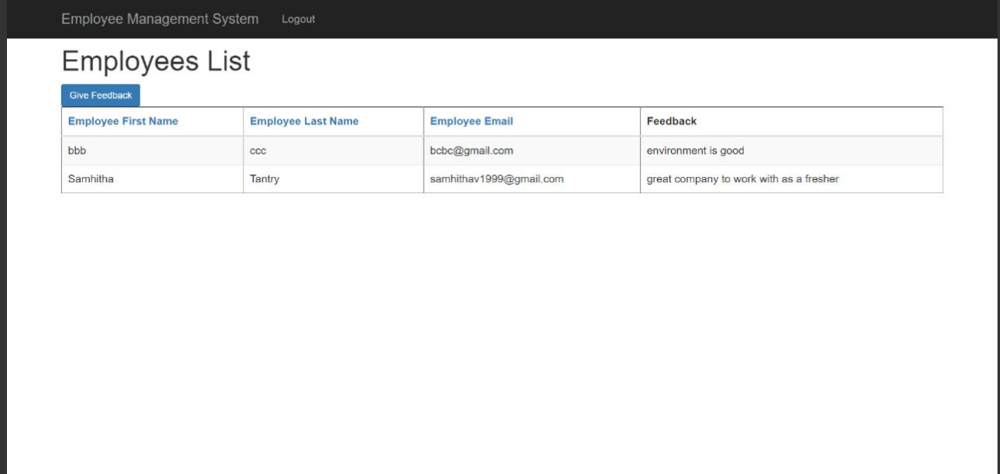 Employee Management System Logout
Employees List
Give Feedback
Employee First Name Employee Last Name Employee Email Feedback
bbb ccc bcbc@gmail.com environment is good
Samhitha Tantry samhithav1999@gmail.com great company to work with as a fresher